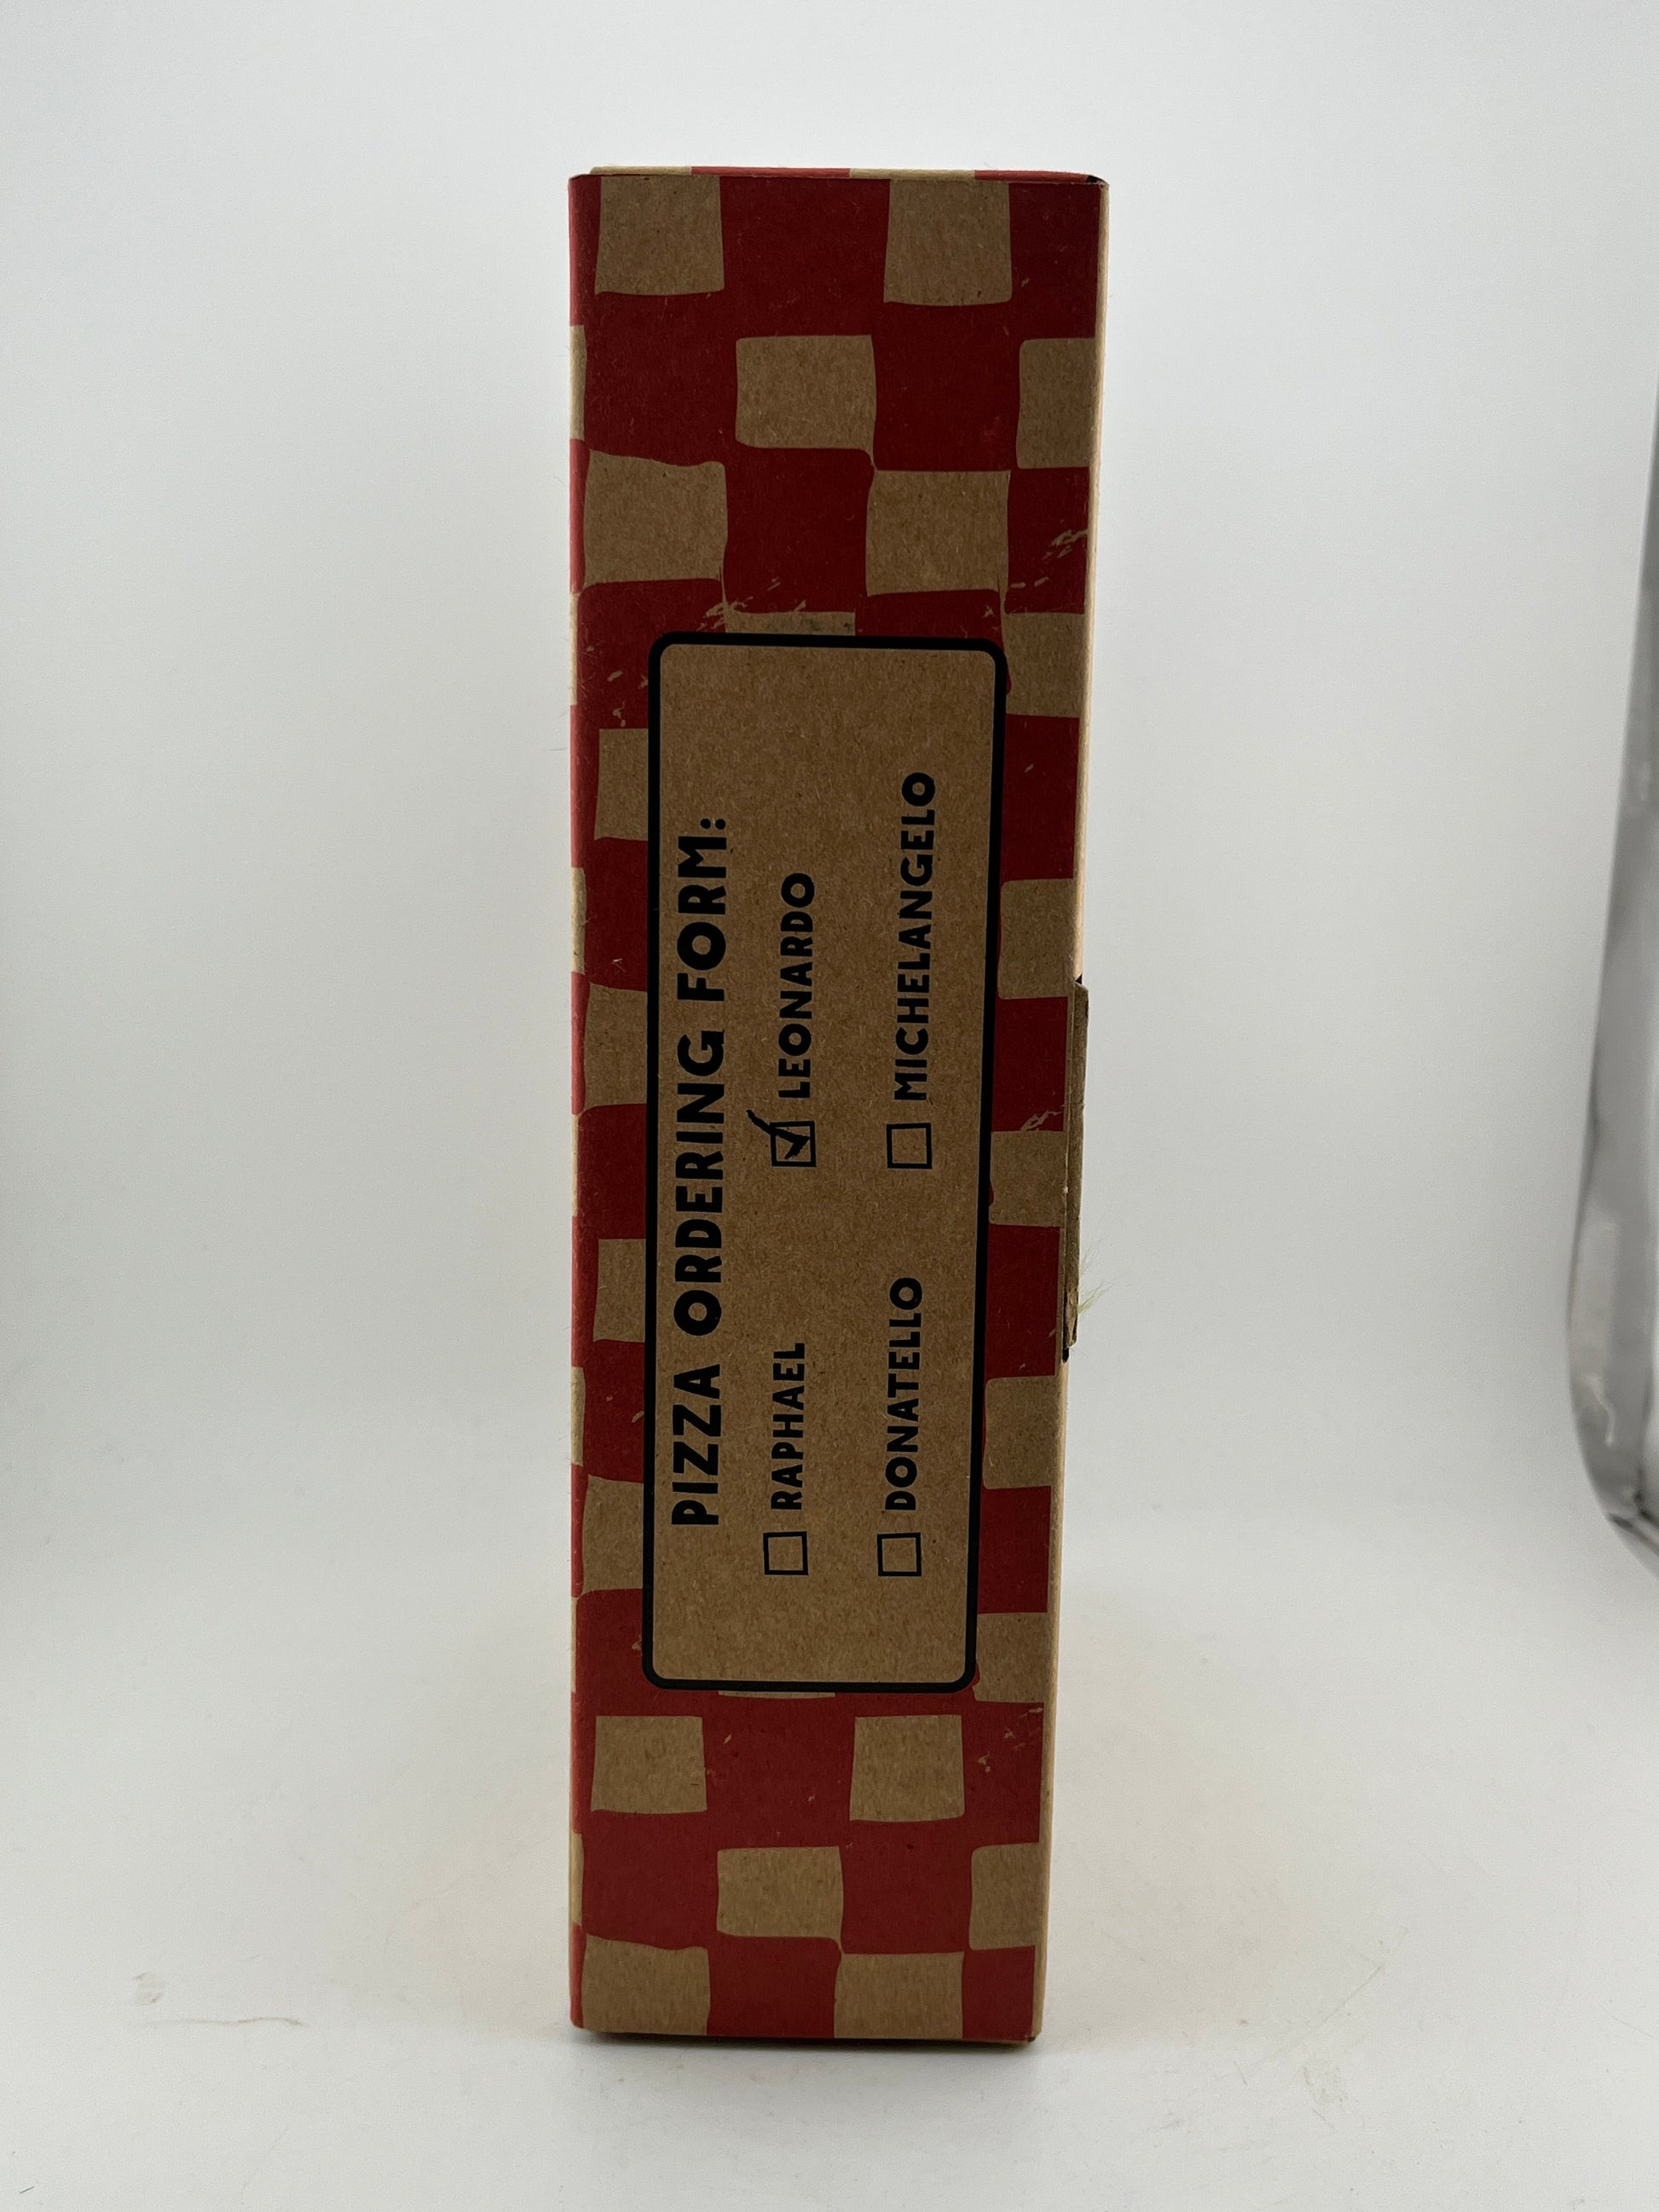 PIZZA ORDERING FORM:
RAPHAEL LEONARDO
DONATELLO MICHELANGELO